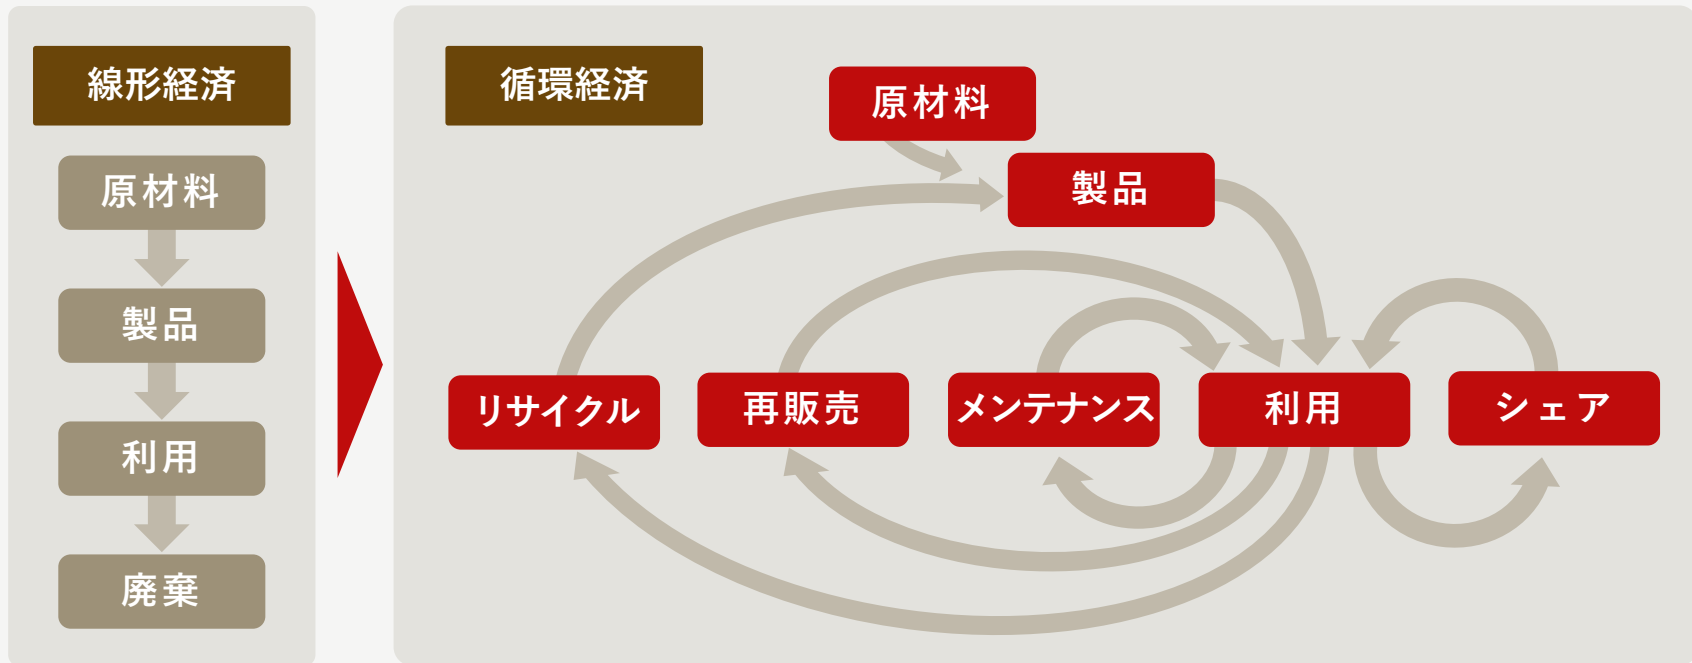 線形経済
原材料
製品
利用
廃棄
循環経済
原材料
製品
リサイクル
再販売
メンテナンス
利用
シェア